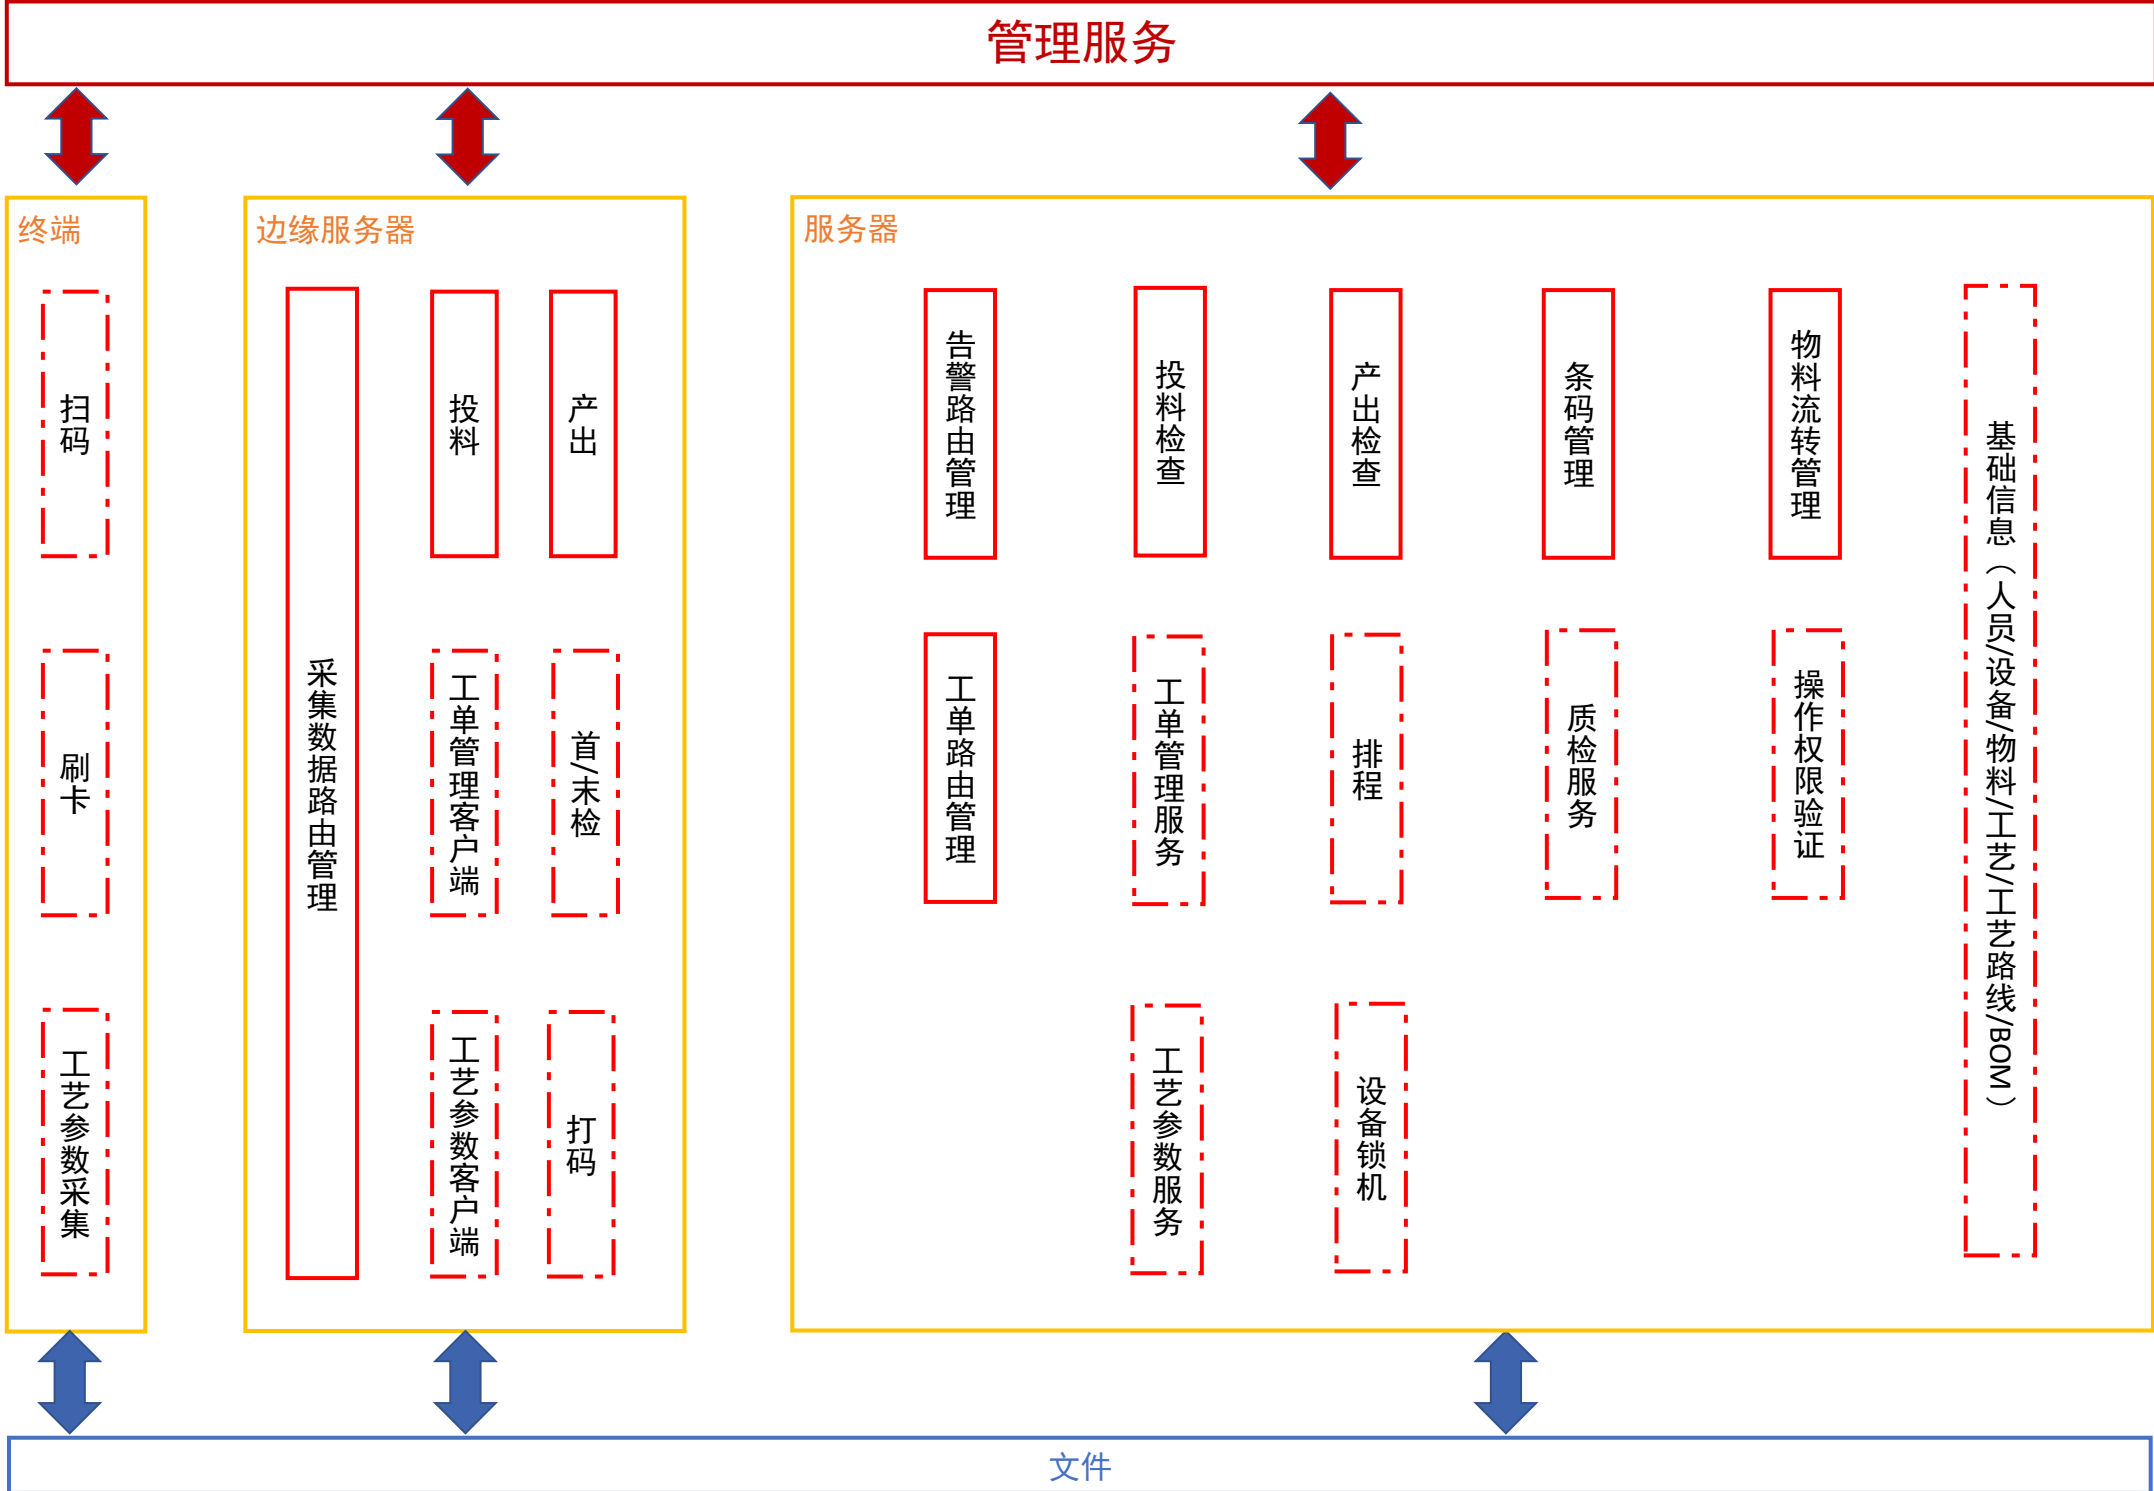 管理服务
终端
扫码
刷卡
工艺参数采集
边缘服务器
采集数据路由管理
投料
产出
工单管理客户端
首/末检
工艺参数客户端
打码
服务器
告警路由管理
投料检查
产出检查
条码管理
物料流转管理
工单路由管理
工单管理服务
排程
质检服务
操作权限验证
工艺参数服务
设备锁机
基础信息（人员/设备/物料/工艺/工艺路线/BOM）
文件